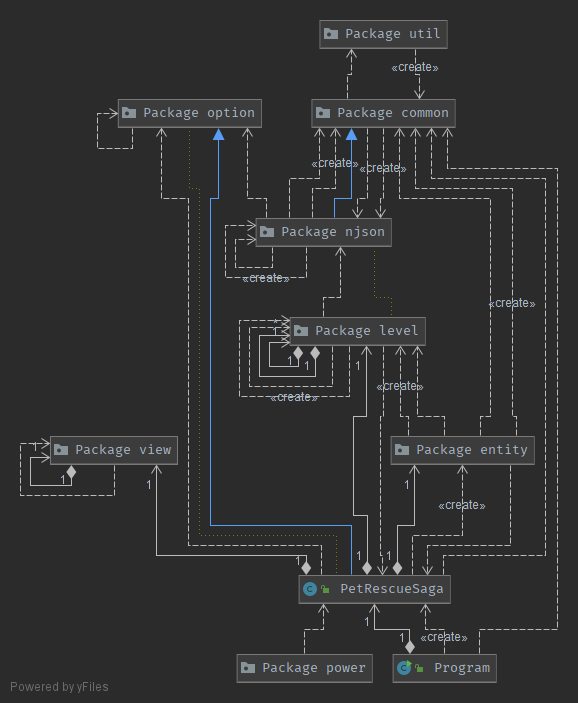 Package util
«create»
Package option
Package common
«create»
«create»
Package njson
«create»
«create»
Package level
1
1
1
«create»
«create»
1
Package view
Package entity
1
1
1
«create»
1
1
1
PetRescueSaga
1
1
«create»
Package power
Program
Powered by yFiles